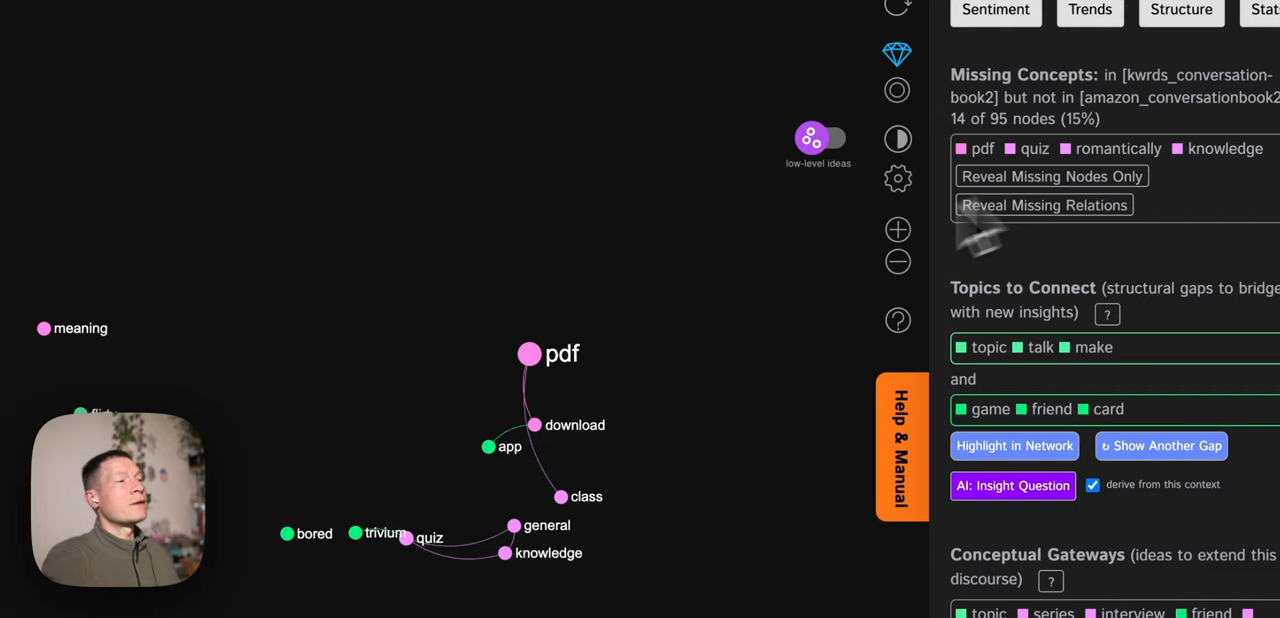 Sentiment
Trends
Structure
Missing Concepts: in [kwrds_conversation-
book2] but not in [amazon_conversationbook2
14 of 95 nodes (15%)
pdf quiz romantically knowledge
Reveal Missing Nodes Only
Reveal Missing Relations
Topics to Connect (structural gaps to bridge
with new insights) ?
topic talk make
and
game friend card
Highlight in Network
↻ Show Another Gap
AI: Insight Question
derive from this context
Conceptual Gateways (ideas to extend this
discourse) ?
topic series interview friend
low-level ideas
Help & Manual
meaning
pdf
download
app
class
general
bored
trivium
quiz
knowledge